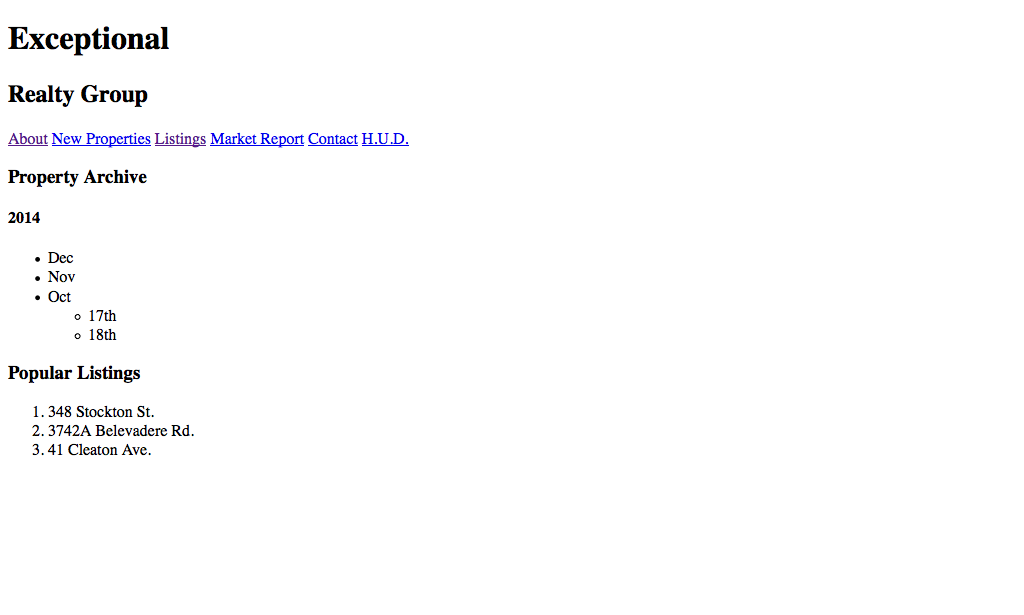 Exceptional
Realty Group
About New Properties Listings Market Report Contact H.U.D.
Property Archive
2014
• Dec
• Nov
• Oct
◦ 17th
◦ 18th
Popular Listings
1. 348 Stockton St.
2. 3742A Belevadere Rd.
3. 41 Cleaton Ave.